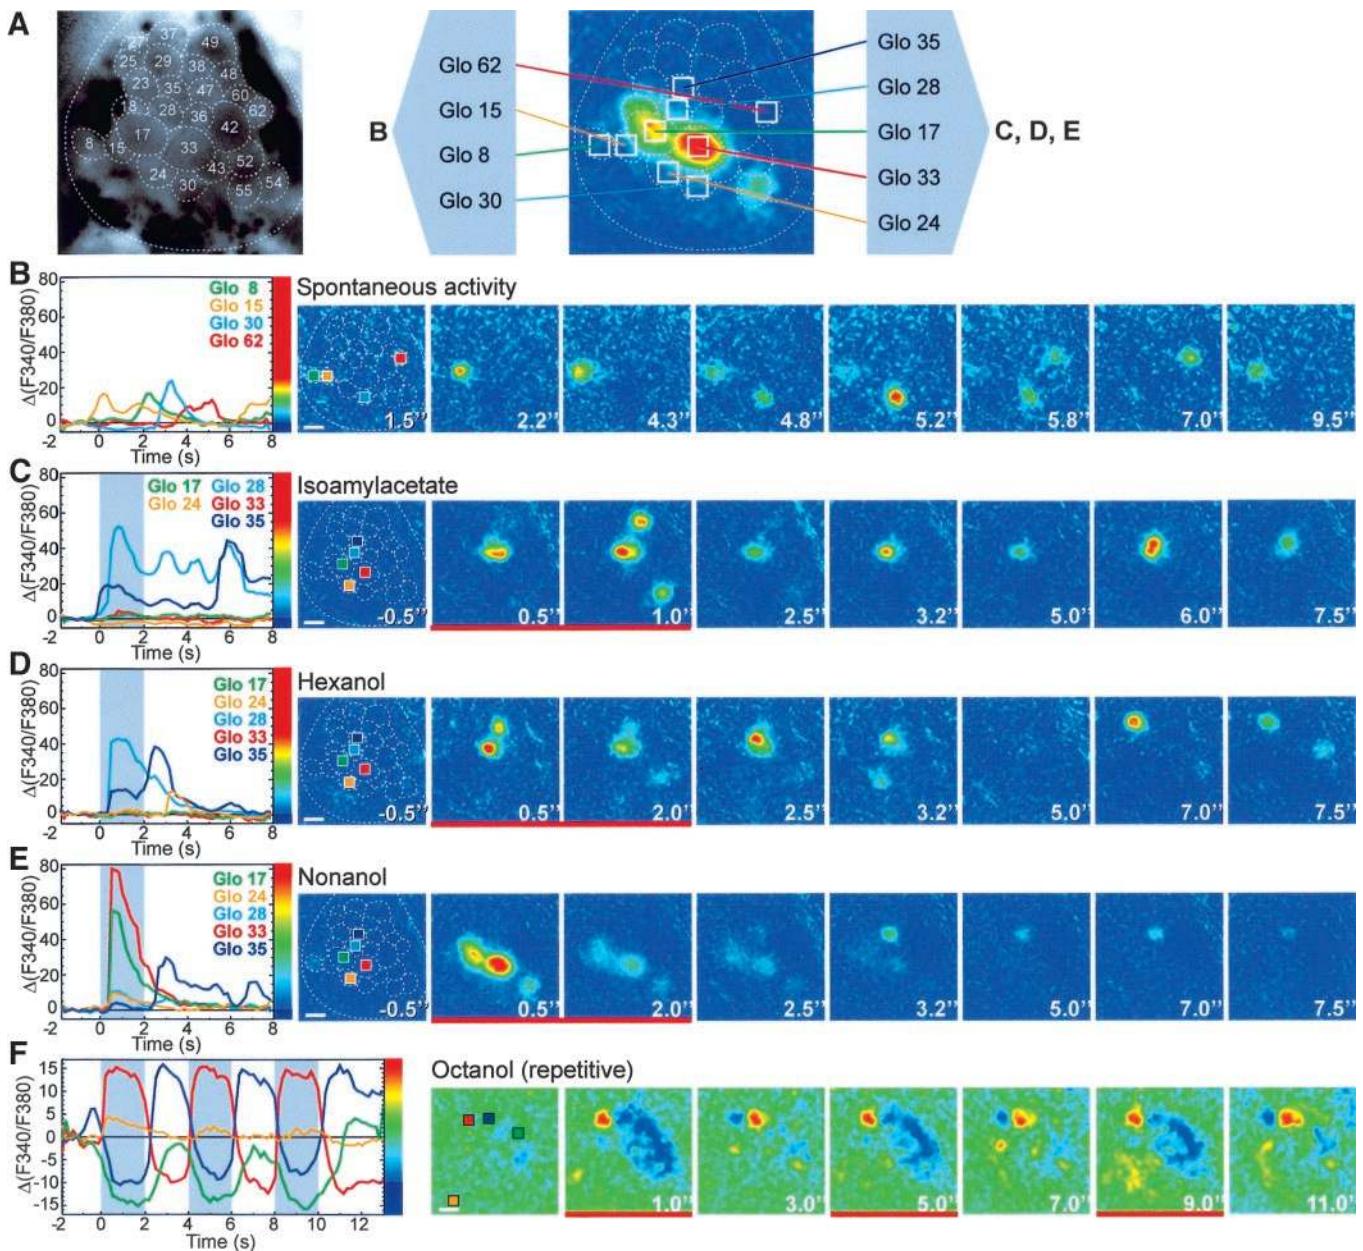 A
37
27
49
25
29
38
48
23
35
47
60
18
28
36
62
42
8
15
17
33
52
24
43
30
55
54
B
Glo 62
Glo 15
Glo 8
Glo 30
Glo 35
Glo 28
Glo 17
Glo 33
Glo 24
C, D, E
B
Spontaneous activity
Δ(F340/F380)
80
60
40
20
0
Glo 8
Glo 15
Glo 30
Glo 62
-2 0 2 4 6 8
Time (s)
1.5’’ 2.2’’ 4.3’’ 4.8’’ 5.2’’ 5.8’’ 7.0’’ 9.5’’
C
Isoamylacetate
Δ(F340/F380)
80
60
40
20
0
Glo 17 Glo 28
Glo 24 Glo 33
Glo 35
-2 0 2 4 6 8
Time (s)
-0.5’’ 0.5’’ 1.0’’ 2.5’’ 3.2’’ 5.0’’ 6.0’’ 7.5’’
D
Hexanol
Δ(F340/F380)
80
60
40
20
0
Glo 17
Glo 24
Glo 28
Glo 33
Glo 35
-2 0 2 4 6 8
Time (s)
-0.5’’ 0.5’’ 2.0’’ 2.5’’ 3.2’’ 5.0’’ 7.0’’ 7.5’’
E
Nonanol
Δ(F340/F380)
80
60
40
20
0
Glo 17
Glo 24
Glo 28
Glo 33
Glo 35
-2 0 2 4 6 8
Time (s)
-0.5’’ 0.5’’ 2.0’’ 2.5’’ 3.2’’ 5.0’’ 7.0’’ 7.5’’
F
Octanol (repetitive)
Δ(F340/F380)
15
10
5
0
-5
-10
-15
-2 0 2 4 6 8 10 12
Time (s)
1.0’’ 3.0’’ 5.0’’ 7.0’’ 9.0’’ 11.0’’